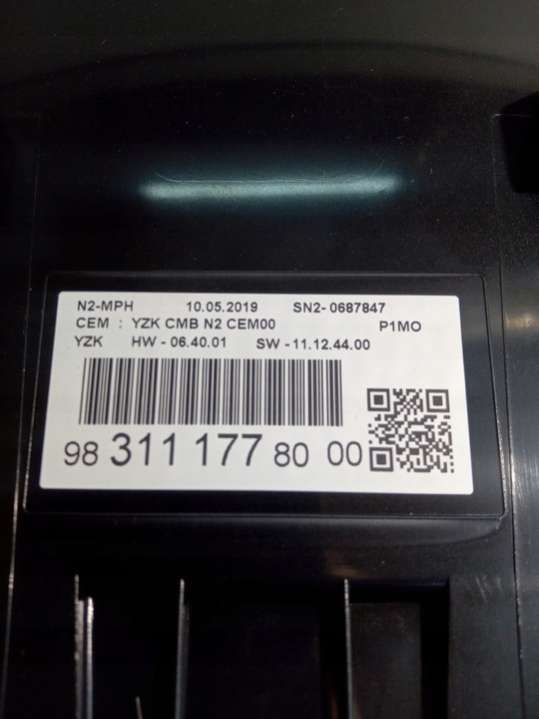 N2-MPH 10.05.2019 SN2- 0687847
CEM : YZK CMB N2 CEM00 P1MO
YZK HW - 06.40.01 SW -11.12.44.00
98 311 177 80 00